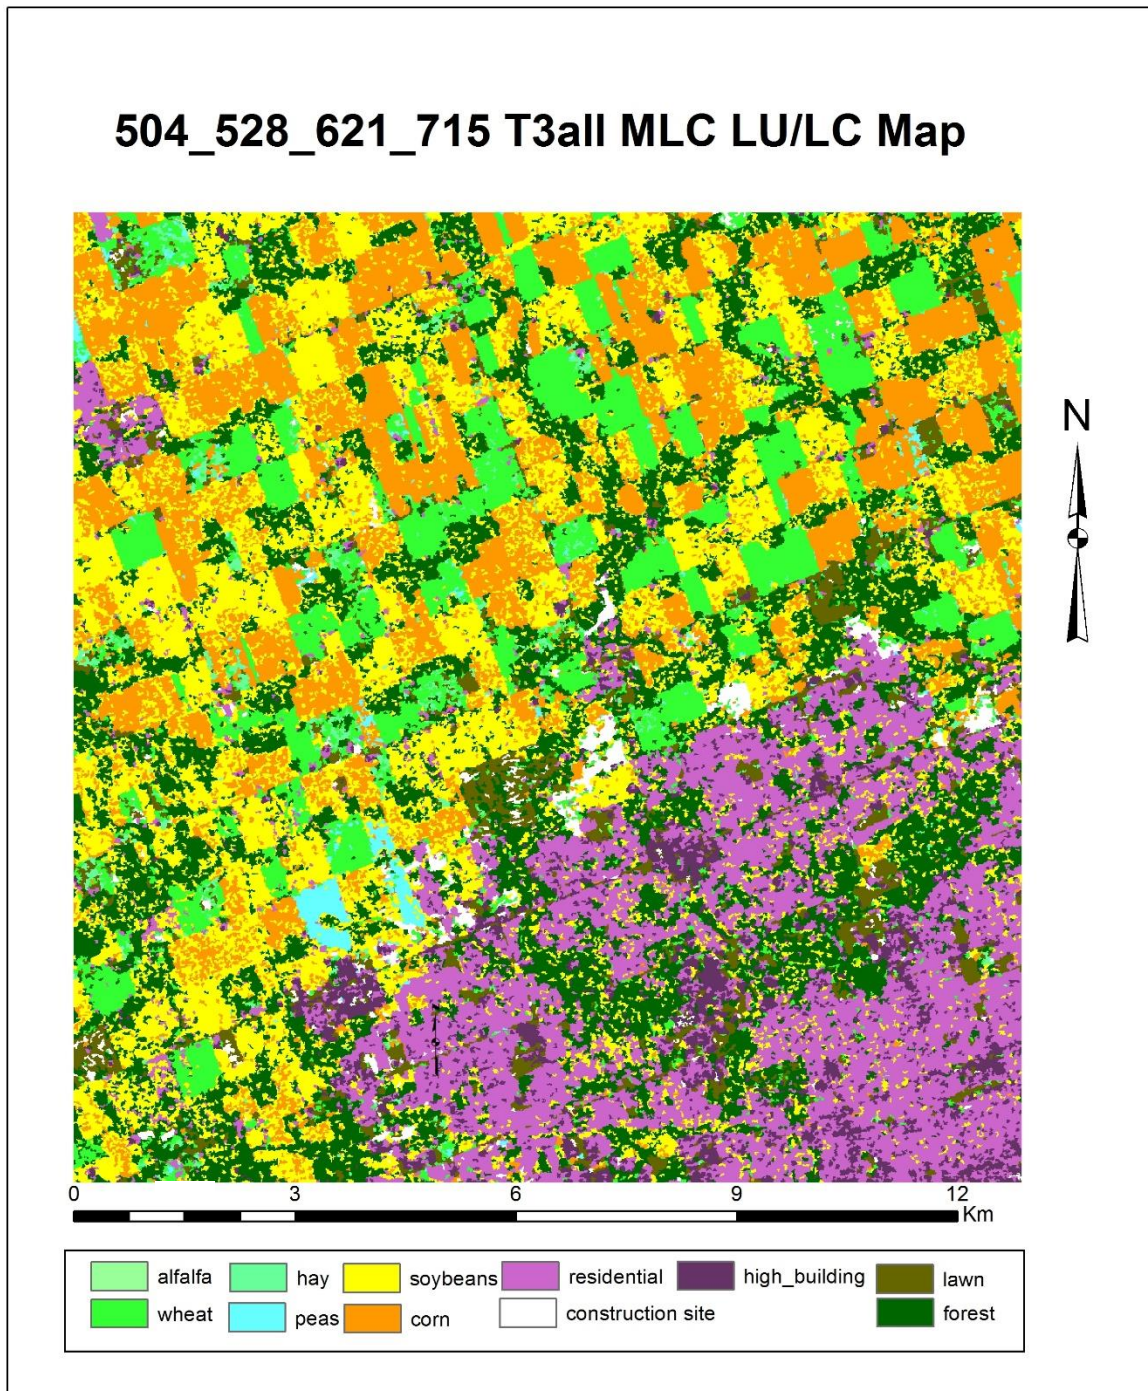 504_528_621_715 T3all MLC LU/LC Map
N
0 3 6 9 12
Km
alfalfa hay soybeans residential high_building lawn
wheat peas corn construction site forest